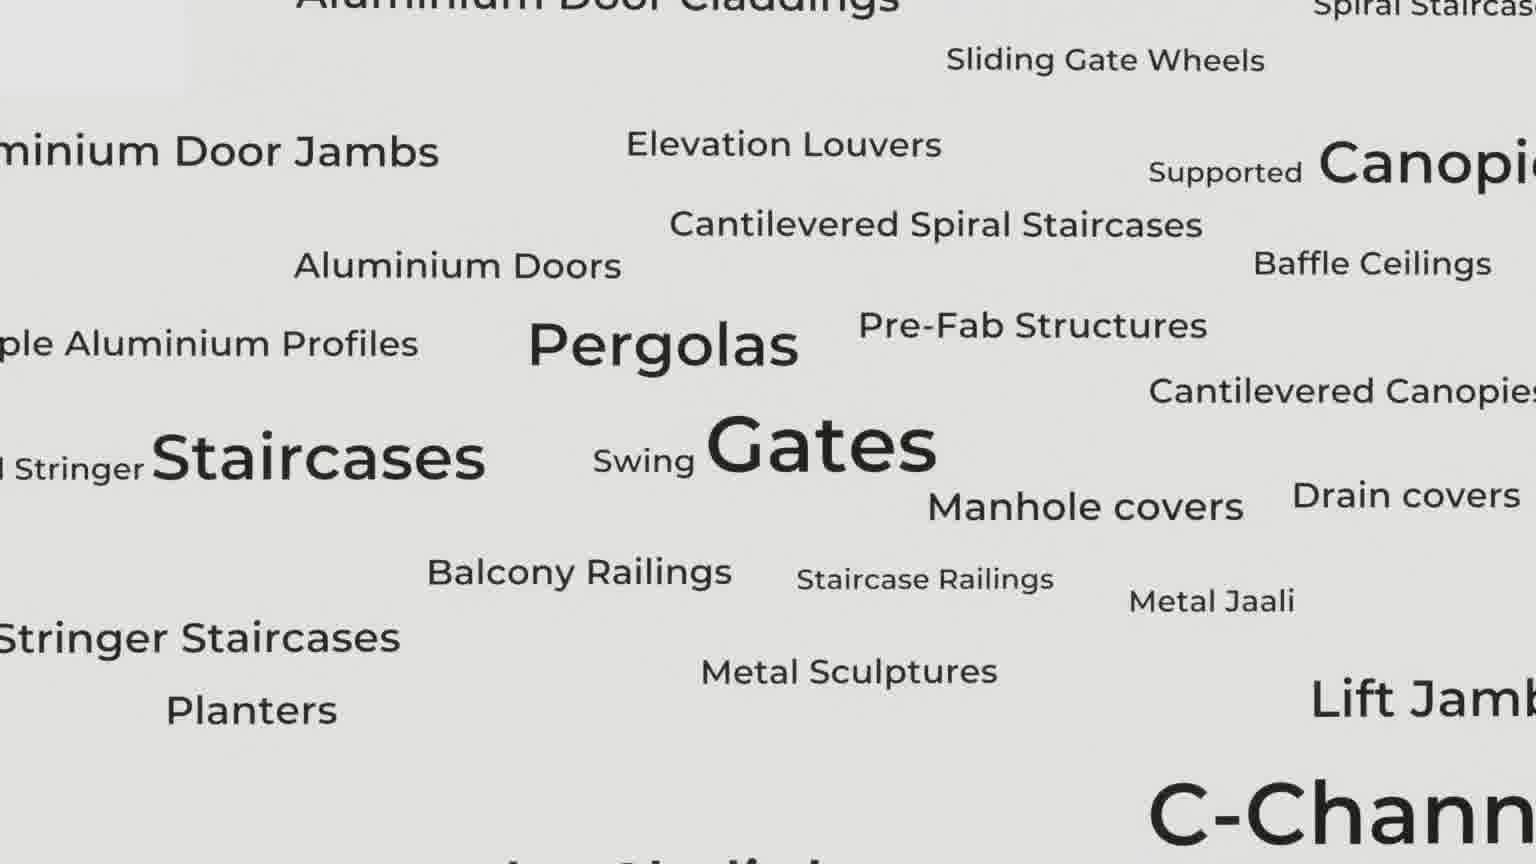 Aluminium Door Claddings
Spiral Staircas
Sliding Gate Wheels
minium Door Jambs
Elevation Louvers
Supported Canopi
Cantilevered Spiral Staircases
Aluminium Doors
Baffle Ceilings
ple Aluminium Profiles
Pergolas
Pre-Fab Structures
Cantilevered Canopies
Stringer Staircases
Swing Gates
Manhole covers
Drain covers
Balcony Railings
Staircase Railings
Metal Jaali
Stringer Staircases
Metal Sculptures
Planters
Lift Jamb
C-Chann